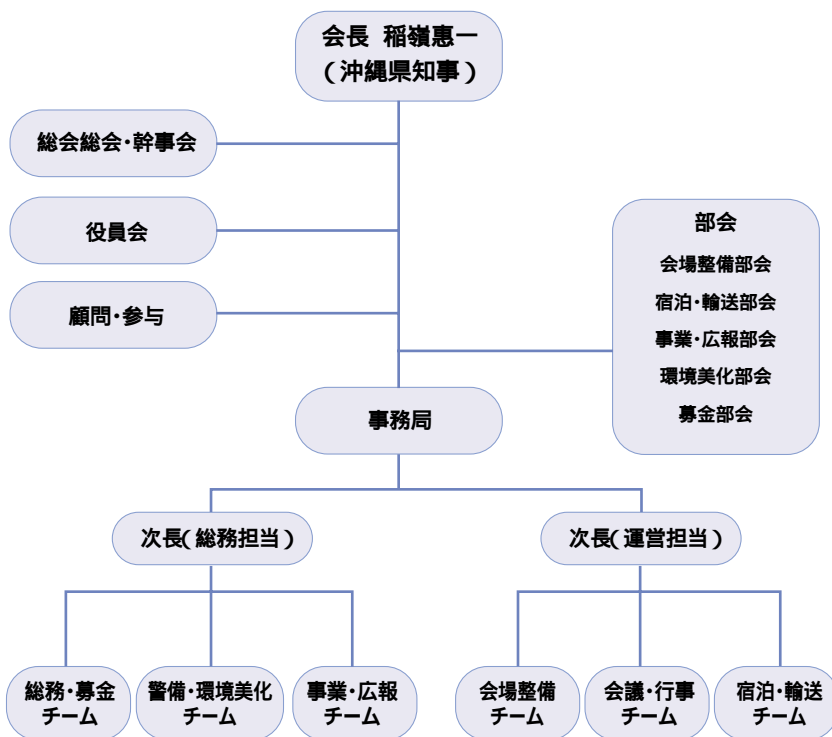 会長 稲嶺惠一
(沖縄県知事)
総会総会・幹事会
役員会
顧問・参与
部会
会場整備部会
宿泊・輸送部会
事業・広報部会
環境美化部会
募金部会
事務局
次長(総務担当)
次長(運営担当)
総務・募金
チーム
警備・環境美化
チーム
事業・広報
チーム
会場整備
チーム
会議・行事
チーム
宿泊・輸送
チーム